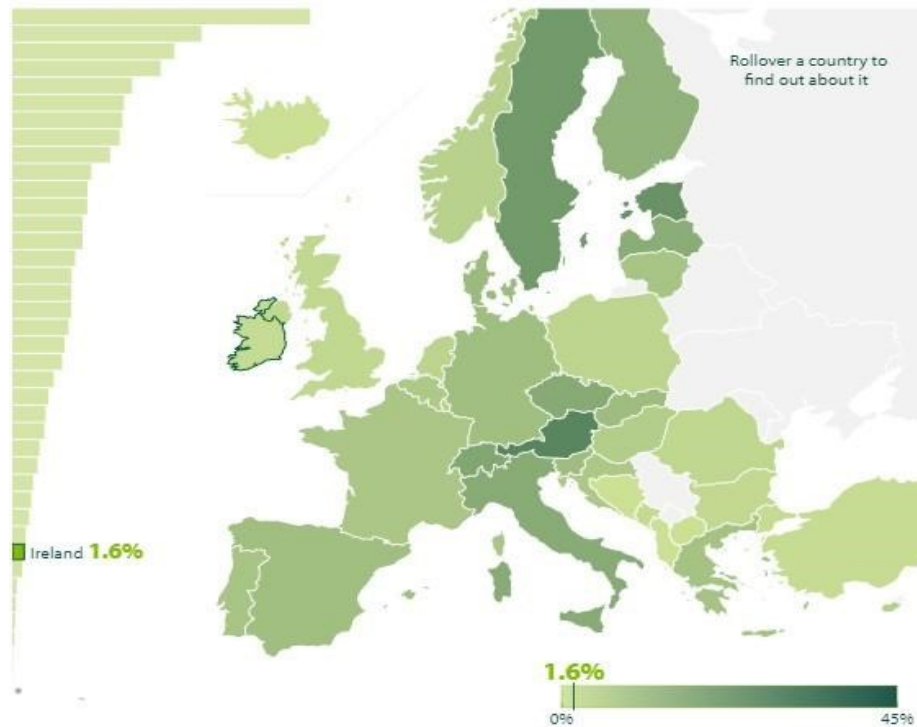 Rollover a country to
find out about it
Ireland 1.6%
1.6%
0%
45%